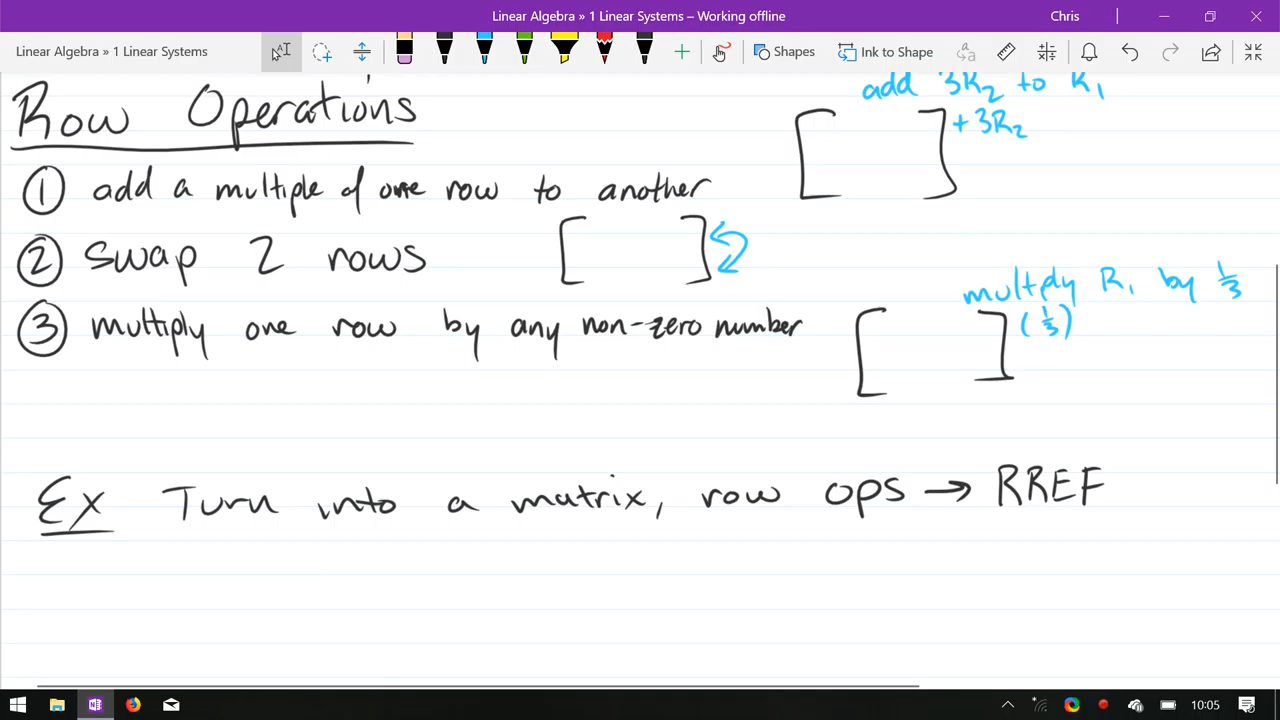 Linear Algebra » 1 Linear Systems – Working offline
Chris
Linear Algebra » 1 Linear Systems
Shapes
Ink to Shape
Row Operations
add 3R₂ to R₁
+3R₂
① add a multiple of one row to another
② swap 2 rows
multiply R₁ by 1/3
③ multiply one row by any non-zero number
(1/3)
Ex Turn into a matrix, row ops → RREF
10:05